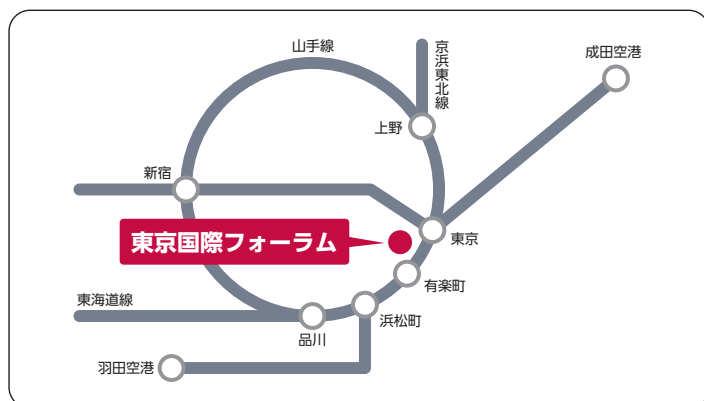 山手線
京浜東北線
成田空港
上野
新宿
東京国際フォーラム
東京
有楽町
東海道線
浜松町
品川
羽田空港